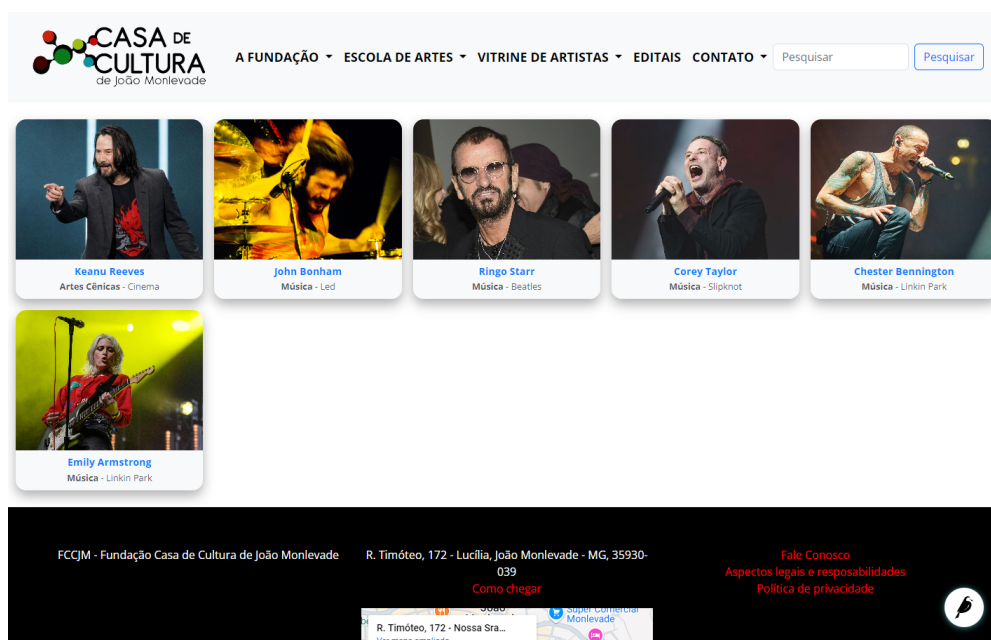 CASA DE
CULTURA
de João Monlevade
A FUNDAÇÃO
ESCOLA DE ARTES
VITRINE DE ARTISTAS
EDITAIS
CONTATO
Pesquisar
Pesquisar
Keanu Reeves
Artes Cênicas - Cinema
John Bonham
Música - Led
Ringo Starr
Música - Beatles
Corey Taylor
Música - Slipknot
Chester Bennington
Música - Linkin Park
Emily Armstrong
Música - Linkin Park
FCCJM - Fundação Casa de Cultura de João Monlevade
R. Timóteo, 172 - Lucília, João Monlevade - MG, 35930-
039
Como chegar
Fale Conosco
Aspectos legais e resposabilidades
Política de privacidade
João
Super Comercial
Monlevade
R. Timóteo, 172 - Nossa Sra...